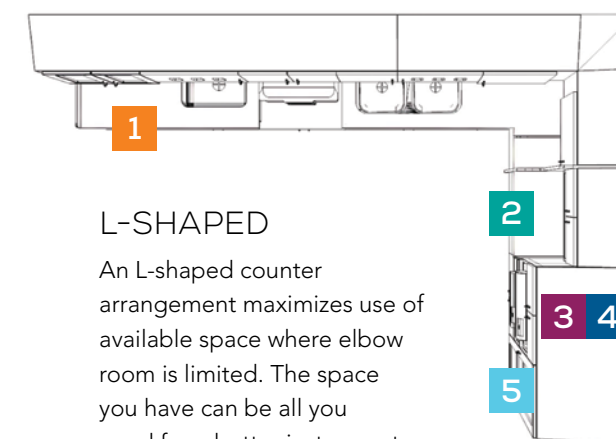 1
2
L-SHAPED
An L-shaped counter
arrangement maximizes use of
available space where elbow
room is limited. The space
you have can be all you
3 4
5